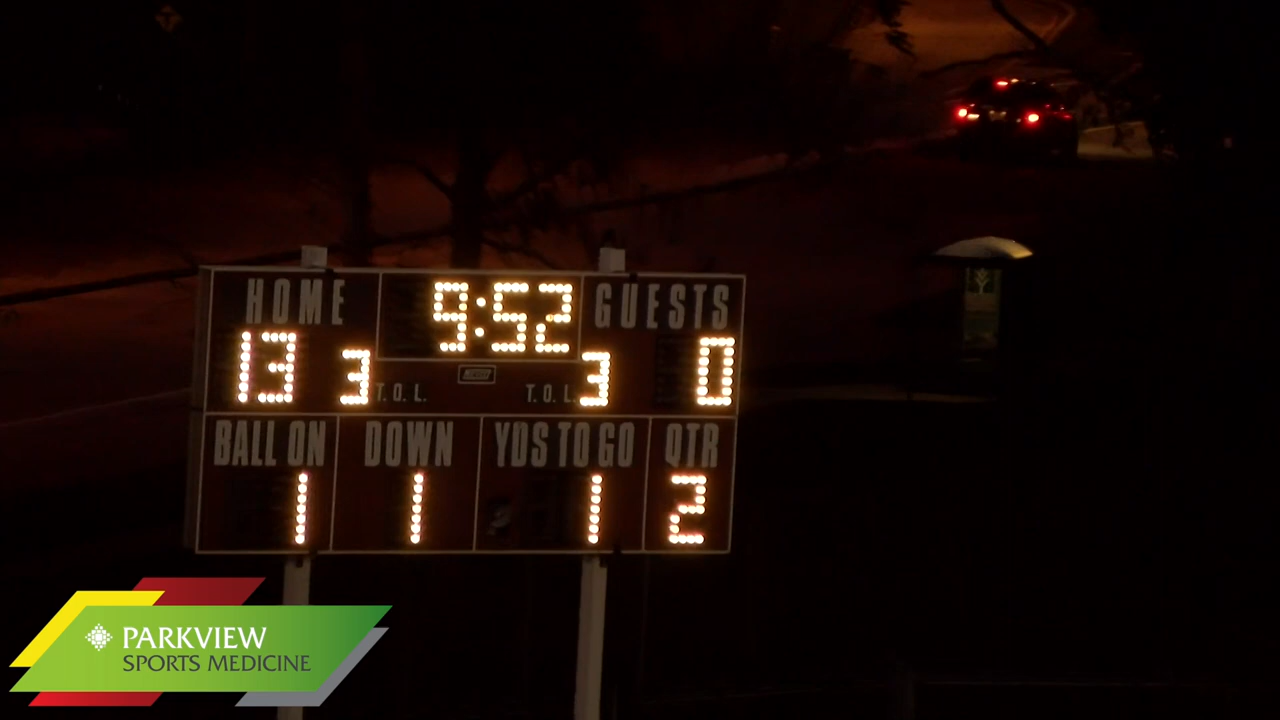 HOME 9:52 GUESTS
13 3 T.O.L. T.O.L. 3 0
BALL ON DOWN YDS TO GO QTR
1 1 1 2
PARKVIEW
SPORTS MEDICINE